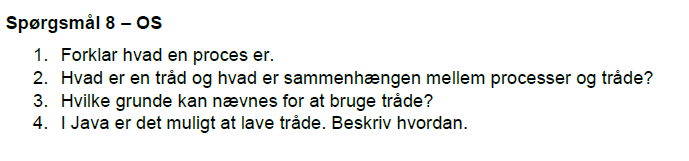 Spørgsmål 8 – OS
1. Forklar hvad en proces er.
2. Hvad er en tråd og hvad er sammenhængen mellem processer og tråde?
3. Hvilke grunde kan nævnes for at bruge tråde?
4. I Java er det muligt at lave tråde. Beskriv hvordan.